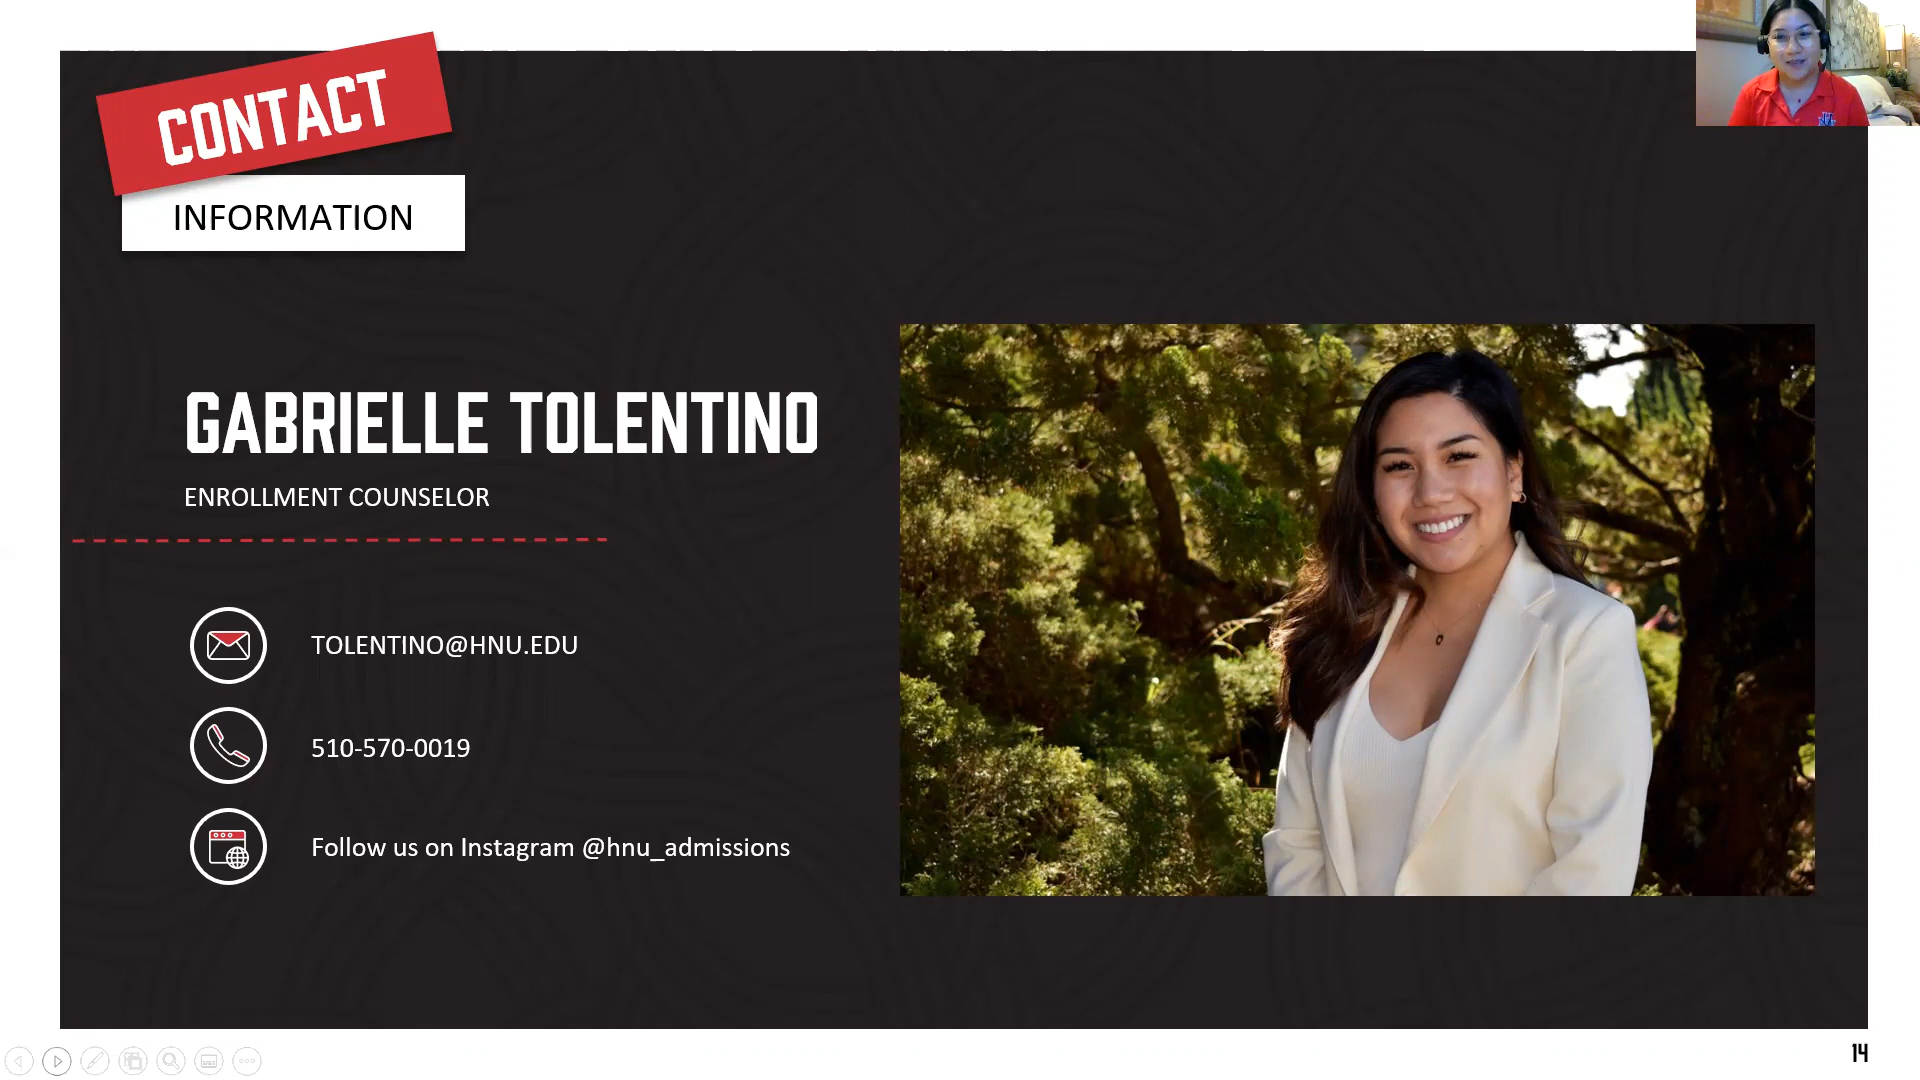 CONTACT
INFORMATION
GABRIELLE TOLENTINO
ENROLLMENT COUNSELOR
TOLENTINO@HNU.EDU
510-570-0019
Follow us on Instagram @hnu_admissions
14